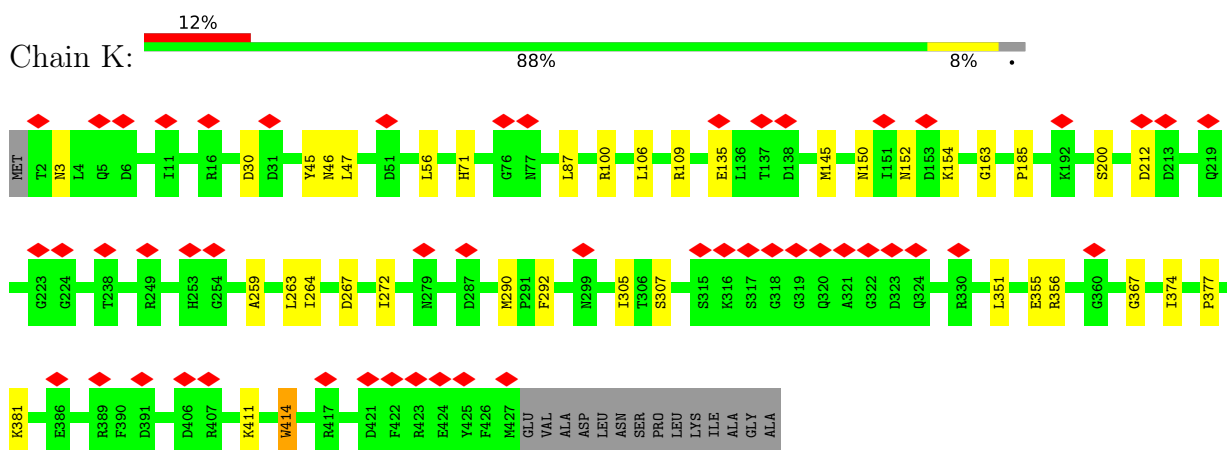 12%
Chain K:
88% 8% •
MET T2 N3 L4 Q5 D6 I11 R16 D30 D31 Y45 N46 L47 D51 L56 H71 G76 N77 L87 R100 L106 R109 E135 L136 T137 D138 M145 N150 I151 N152 D153 K154 G163 P185 K192 S200 D212 D213 Q219
G223 G224 T238 R249 H253 G254 A259 L263 I264 D267 I272 N279 D287 M290 P291 F292 N299 I305 T306 S307 S315 K316 S317 G318 G319 Q320 A321 G322 D323 Q324 R330 L351 E355 R356 G360 G367 I374 P377
K381 E386 R389 F390 D391 D406 R407 K411 W414 R417 D421 F422 R423 E424 Y425 F426 M427 GLU VAL ALA ASP LEU ASN SER PRO LEU LYS ILE ALA GLY ALA